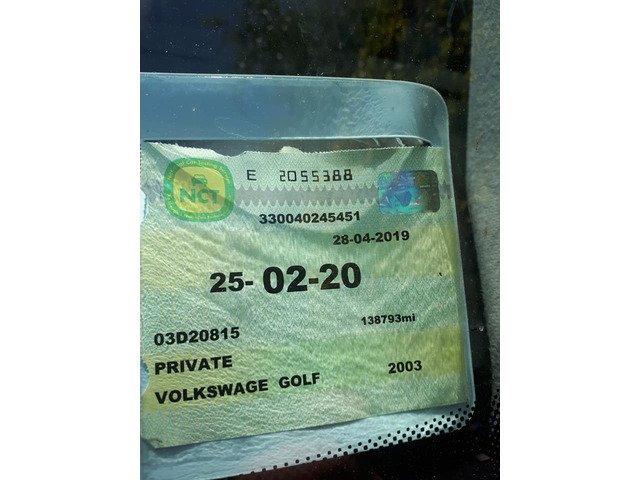 NCT
E 2055388
330040245451
28-04-2019
25-02-20
03D20815
138793mi
PRIVATE
VOLKSWAGE GOLF 2003